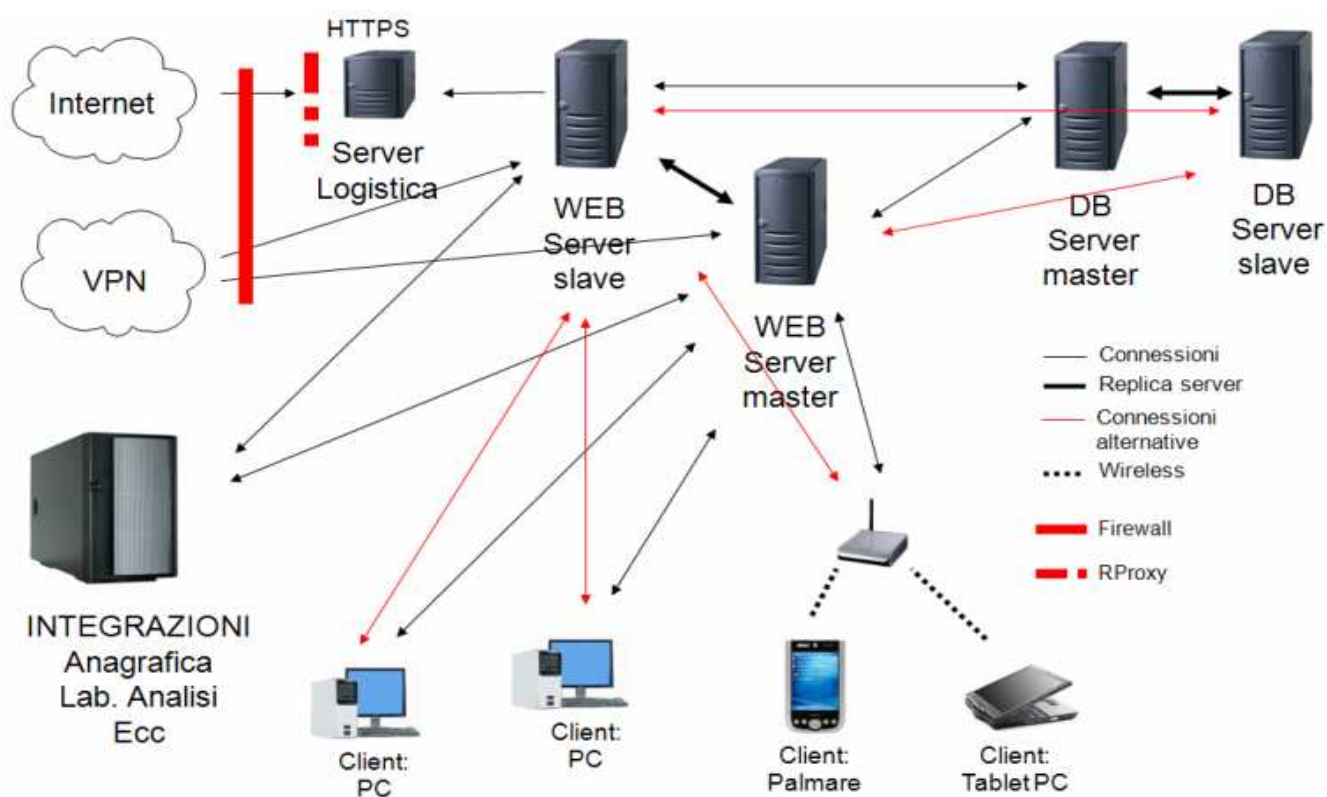 HTTPS
Internet
Server
Logistica
VPN
WEB
Server
slave
WEB
Server
master
DB
Server
master
DB
Server
slave
Connessioni
Replica server
Connessioni
alternative
Wireless
Firewall
RProxy
INTEGRAZIONI
Anagrafica
Lab. Analisi
Ecc
Client:
PC
Client:
PC
Client:
Palmare
Client:
Tablet PC